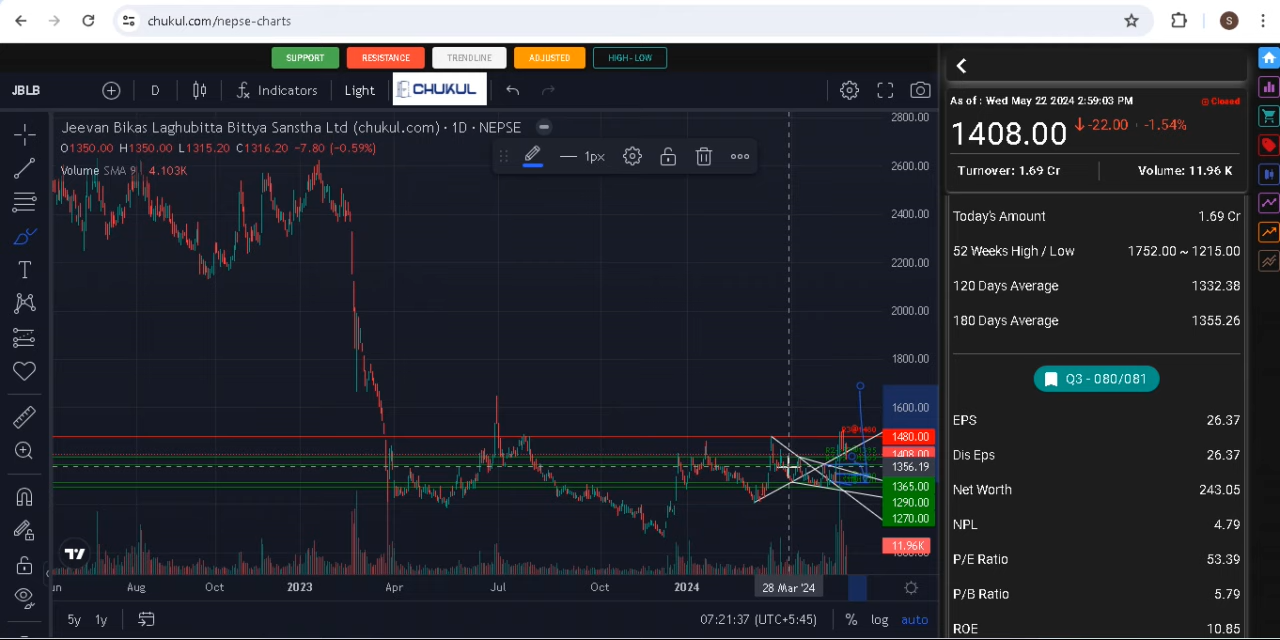 chukul.com/nepse-charts
S
SUPPORT
RESISTANCE
TRENDLINE
ADJUSTED
HIGH - LOW
JBLB
D
Indicators
Light
CHUKUL
Jeevan Bikas Laghubitta Bittya Sanstha Ltd (chukul.com) · 1D · NEPSE
O1350.00 H1350.00 L1315.20 C1316.20 -7.80 (-0.59%)
Volume SMA 9 4.103K
1px
2800.00
2600.00
2400.00
2200.00
2000.00
1800.00
1600.00
1480.00
1408.00
1356.19
1365.00
1290.00
1270.00
11.96K
Aug
Oct
2023
Apr
Jul
Oct
2024
28 Mar '24
5y
1y
07:21:37 (UTC+5:45)
%
log
auto
As of : Wed May 22 2024 2:59:03 PM
Closed
1408.00
-22.00
-1.54%
Turnover: 1.69 Cr
Volume: 11.96 K
Today's Amount 1.69 Cr
52 Weeks High / Low 1752.00 ~ 1215.00
120 Days Average 1332.38
180 Days Average 1355.26
Q3 - 080/081
EPS 26.37
Dis Eps 26.37
Net Worth 243.05
NPL 4.79
P/E Ratio 53.39
P/B Ratio 5.79
ROE 10.85